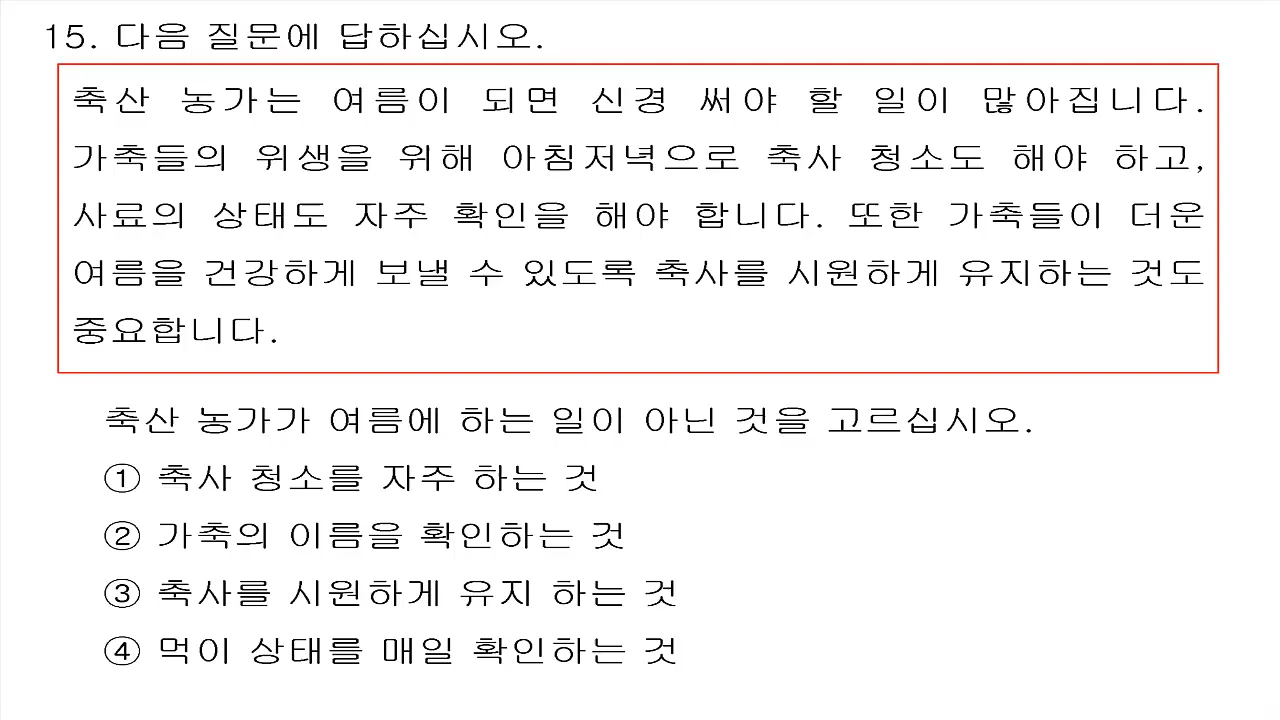 15. 다음 질문에 답하십시오.
축산 농가는 여름이 되면 신경 써야 할 일이 많아집니다.
가축들의 위생을 위해 아침저녁으로 축사 청소도 해야 하고,
사료의 상태도 자주 확인을 해야 합니다. 또한 가축들이 더운
여름을 건강하게 보낼 수 있도록 축사를 시원하게 유지하는 것도
중요합니다.
축산 농가가 여름에 하는 일이 아닌 것을 고르십시오.
① 축사 청소를 자주 하는 것
② 가축의 이름을 확인하는 것
③ 축사를 시원하게 유지 하는 것
④ 먹이 상태를 매일 확인하는 것